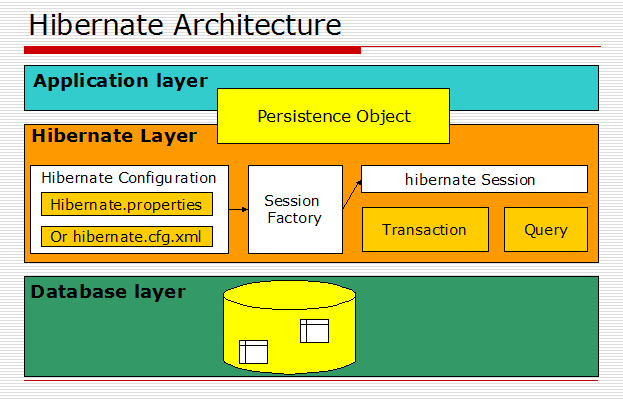 Hibernate Architecture
Application layer
Persistence Object
Hibernate Layer
Hibernate Configuration
Hibernate.properties
Or hibernate.cfg.xml
Session
Factory
hibernate Session
Transaction
Query
Database layer